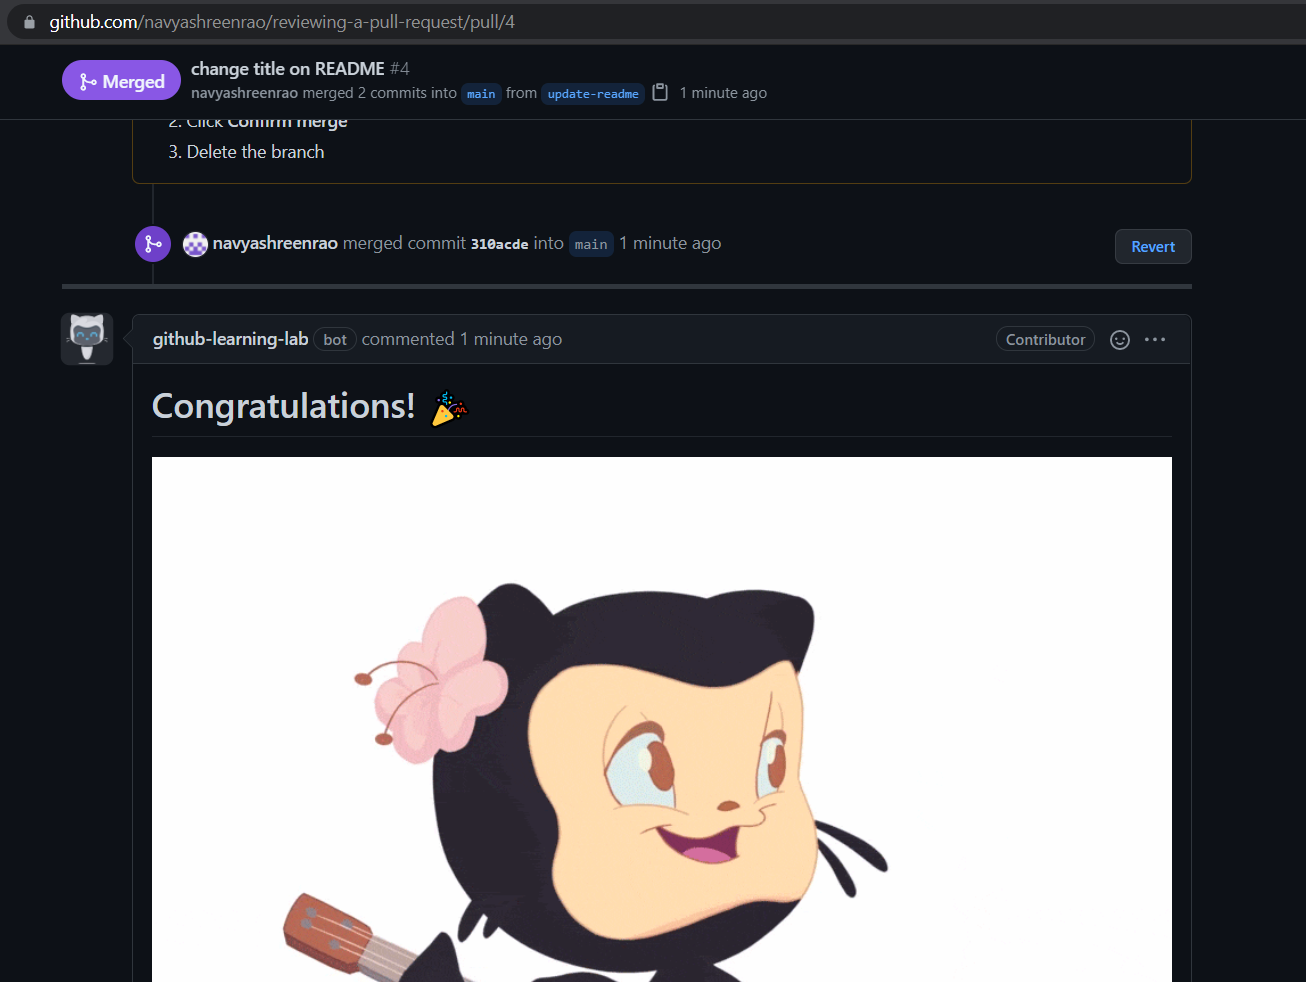 github.com/navyashreenrao/reviewing-a-pull-request/pull/4
Merged
change title on README #4
navyashreenrao merged 2 commits into main from update-readme 1 minute ago
2. Click Confirm merge
3. Delete the branch
navyashreenrao merged commit 310acde into main 1 minute ago
Revert
github-learning-lab bot commented 1 minute ago
Contributor
Congratulations! 🎉